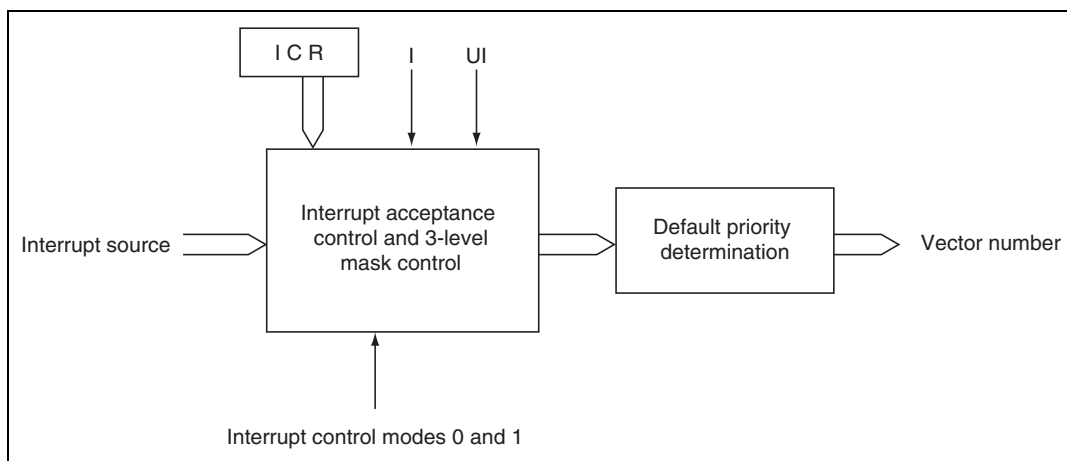 I C R
I
UI
Interrupt source
Interrupt acceptance
control and 3-level
mask control
Default priority
determination
Vector number
Interrupt control modes 0 and 1